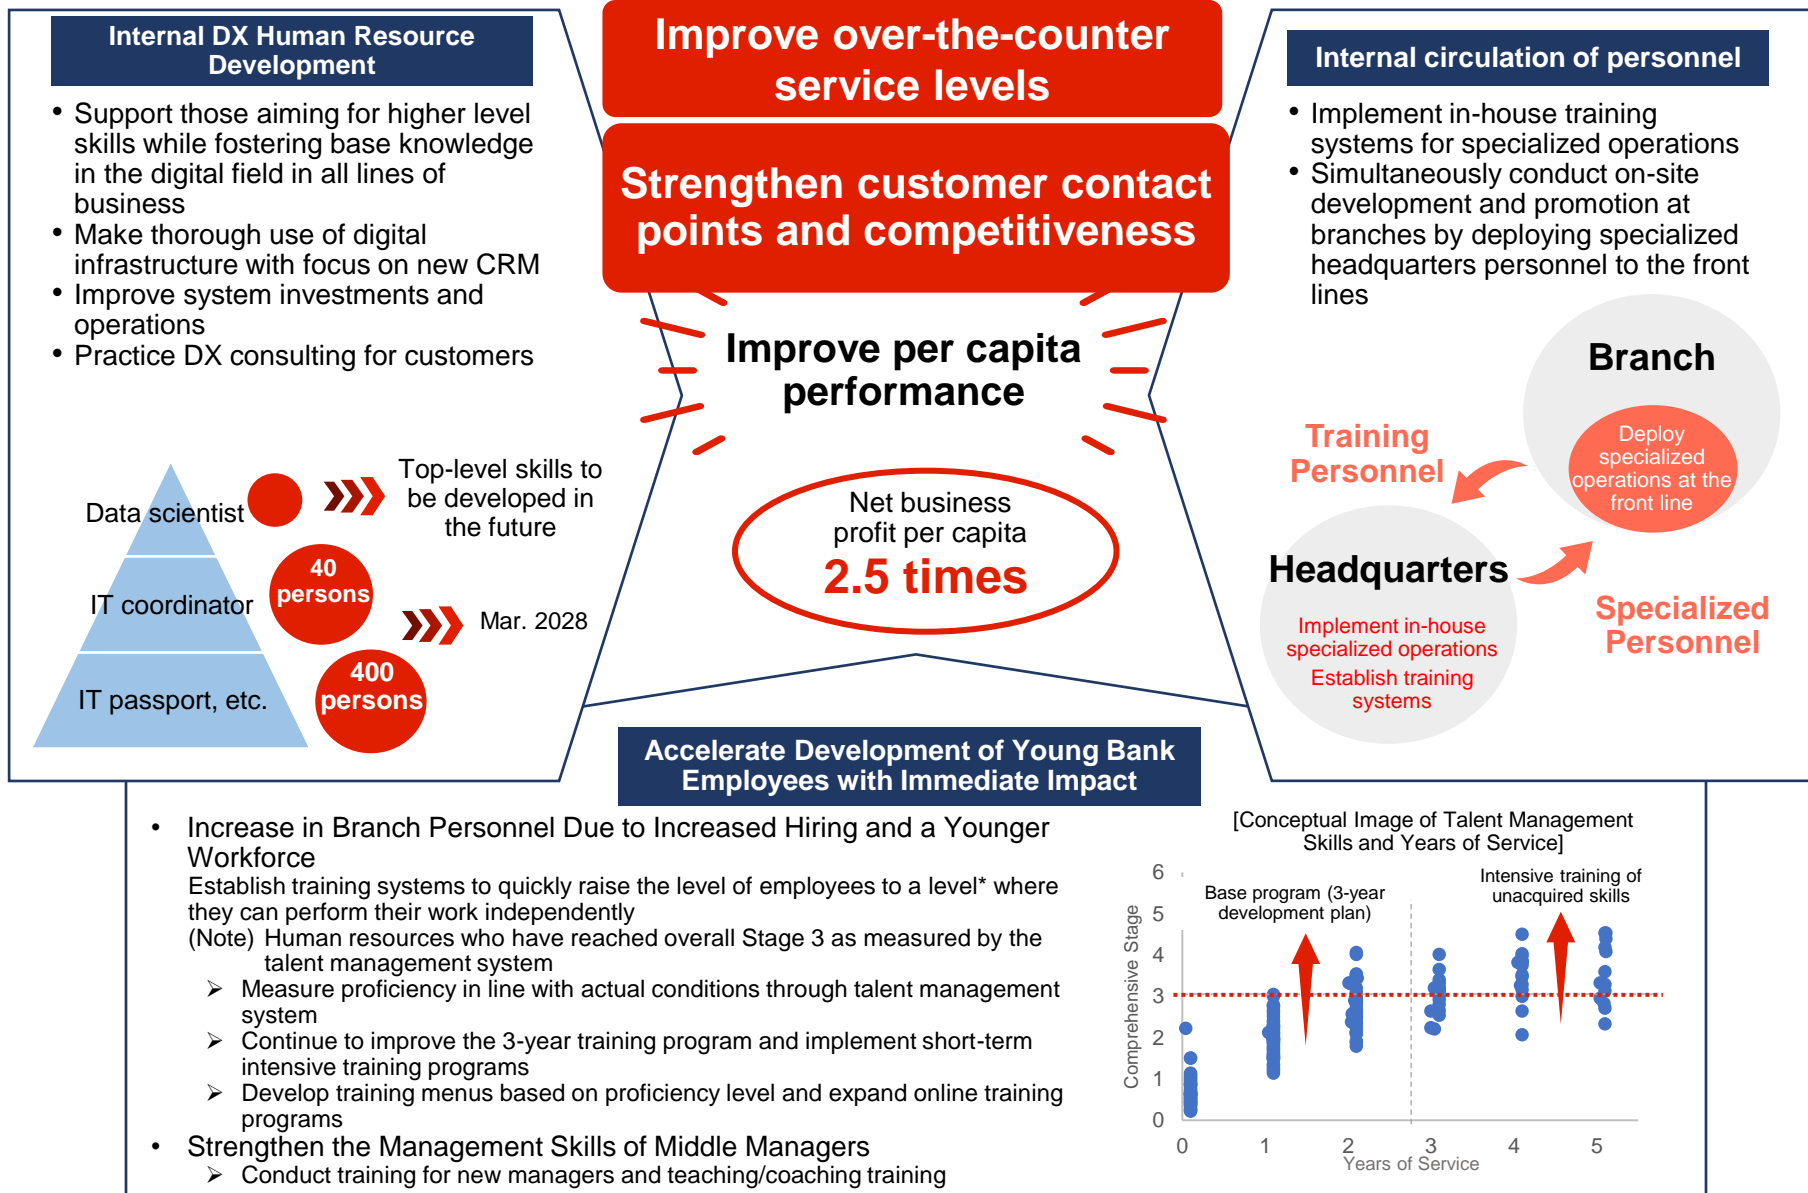 Internal DX Human Resource
Development
• Support those aiming for higher level
skills while fostering base knowledge
in the digital field in all lines of
business
• Make thorough use of digital
infrastructure with focus on new CRM
• Improve system investments and
operations
• Practice DX consulting for customers
Data scientist
Top-level skills to
be developed in
the future
IT coordinator
40
persons
Mar. 2028
IT passport, etc.
400
persons
Improve over-the-counter
service levels
Strengthen customer contact
points and competitiveness
Improve per capita
performance
Net business
profit per capita
2.5 times
Internal circulation of personnel
• Implement in-house training
systems for specialized operations
• Simultaneously conduct on-site
development and promotion at
branches by deploying specialized
headquarters personnel to the front
lines
Branch
Deploy
specialized
operations at the
front line
Training
Personnel
Headquarters
Implement in-house
specialized operations
Establish training
systems
Specialized
Personnel
Accelerate Development of Young Bank
Employees with Immediate Impact
• Increase in Branch Personnel Due to Increased Hiring and a Younger
Workforce
Establish training systems to quickly raise the level of employees to a level* where
they can perform their work independently
(Note) Human resources who have reached overall Stage 3 as measured by the
talent management system
➢ Measure proficiency in line with actual conditions through talent management
system
➢ Continue to improve the 3-year training program and implement short-term
intensive training programs
➢ Develop training menus based on proficiency level and expand online training
programs
• Strengthen the Management Skills of Middle Managers
➢ Conduct training for new managers and teaching/coaching training
[Conceptual Image of Talent Management
Skills and Years of Service]
Base program (3-year
development plan)
Intensive training of
unacquired skills
Comprehensive Stage
6
5
4
3
2
1
0
0 1 2 3 4 5
Years of Service